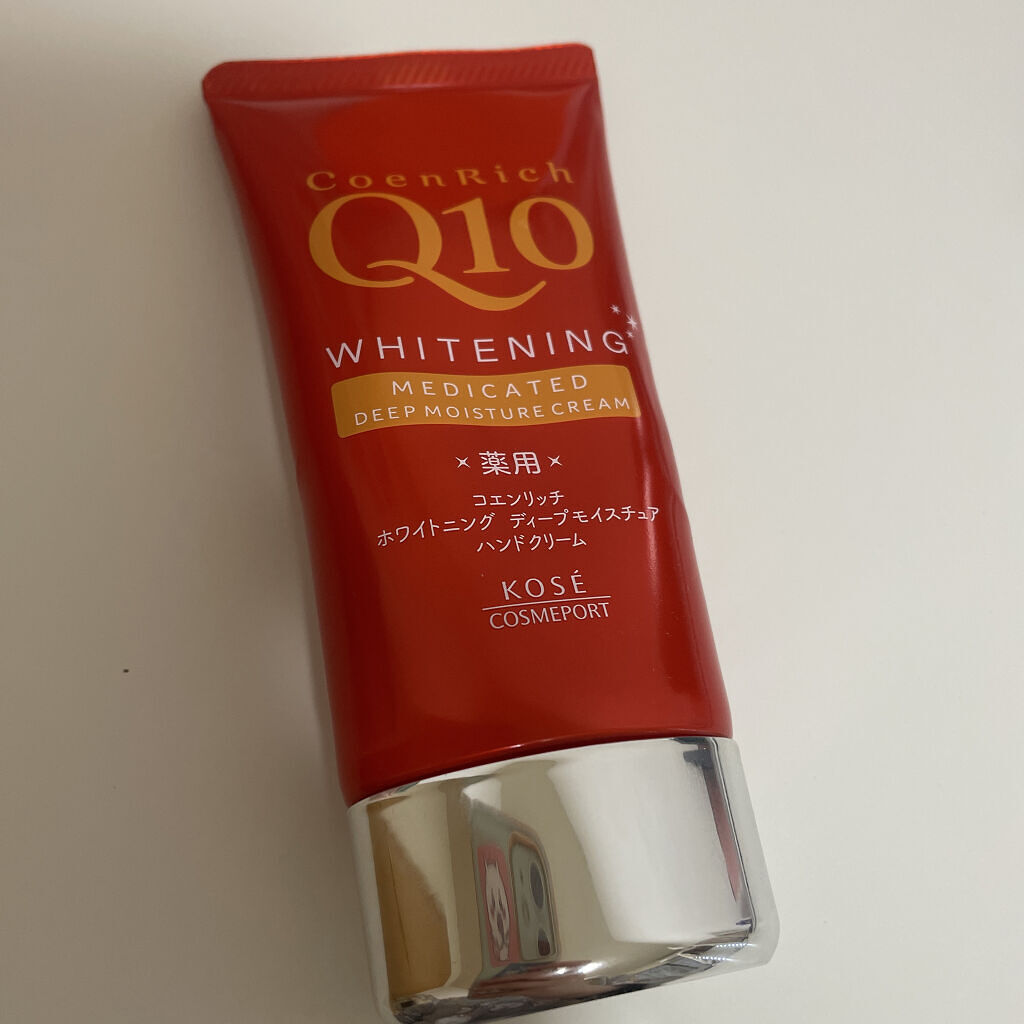 CoenRich
Q10
WHITENING
MEDICATED
DEEP MOISTURE CREAM
薬用
コエンリッチ
ホワイトニング ディープモイスチュア
ハンドクリーム
KOSÉ
COSMEPORT